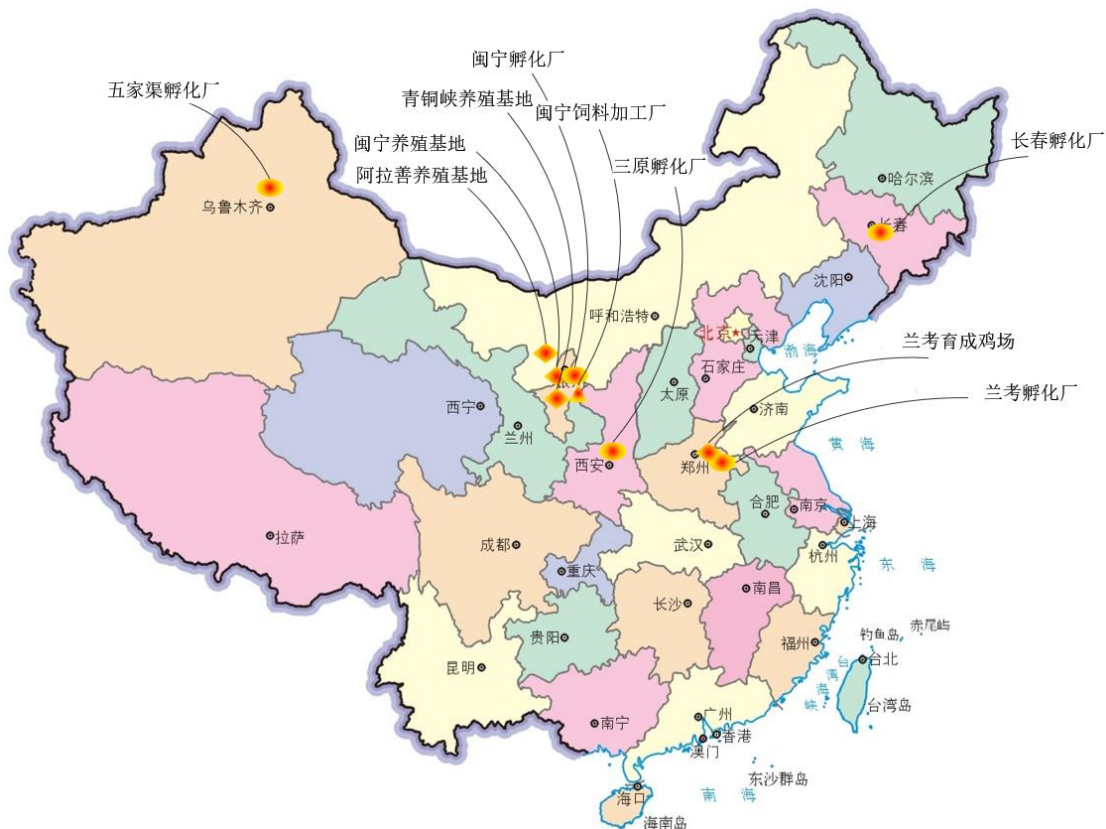 闽宁孵化厂
五家渠孵化厂
青铜峡养殖基地
闽宁饲料加工厂
闽宁养殖基地
三原孵化厂
长春孵化厂
阿拉善养殖基地
哈尔滨
乌鲁木齐
长春
沈阳
呼和浩特
北京
天津
兰考育成鸡场
渤海
石家庄
太原
银川
兰考孵化厂
西宁
济南
兰州
黄海
郑州
西安
合肥
南京
上海
拉萨
成都
武汉
杭州
东海
重庆
南昌
长沙
赤尾屿
钓鱼岛
贵阳
福州
台北
台湾海峡
昆明
台湾岛
广州
南宁
香港
澳门
东沙群岛
海口
南海
海南岛